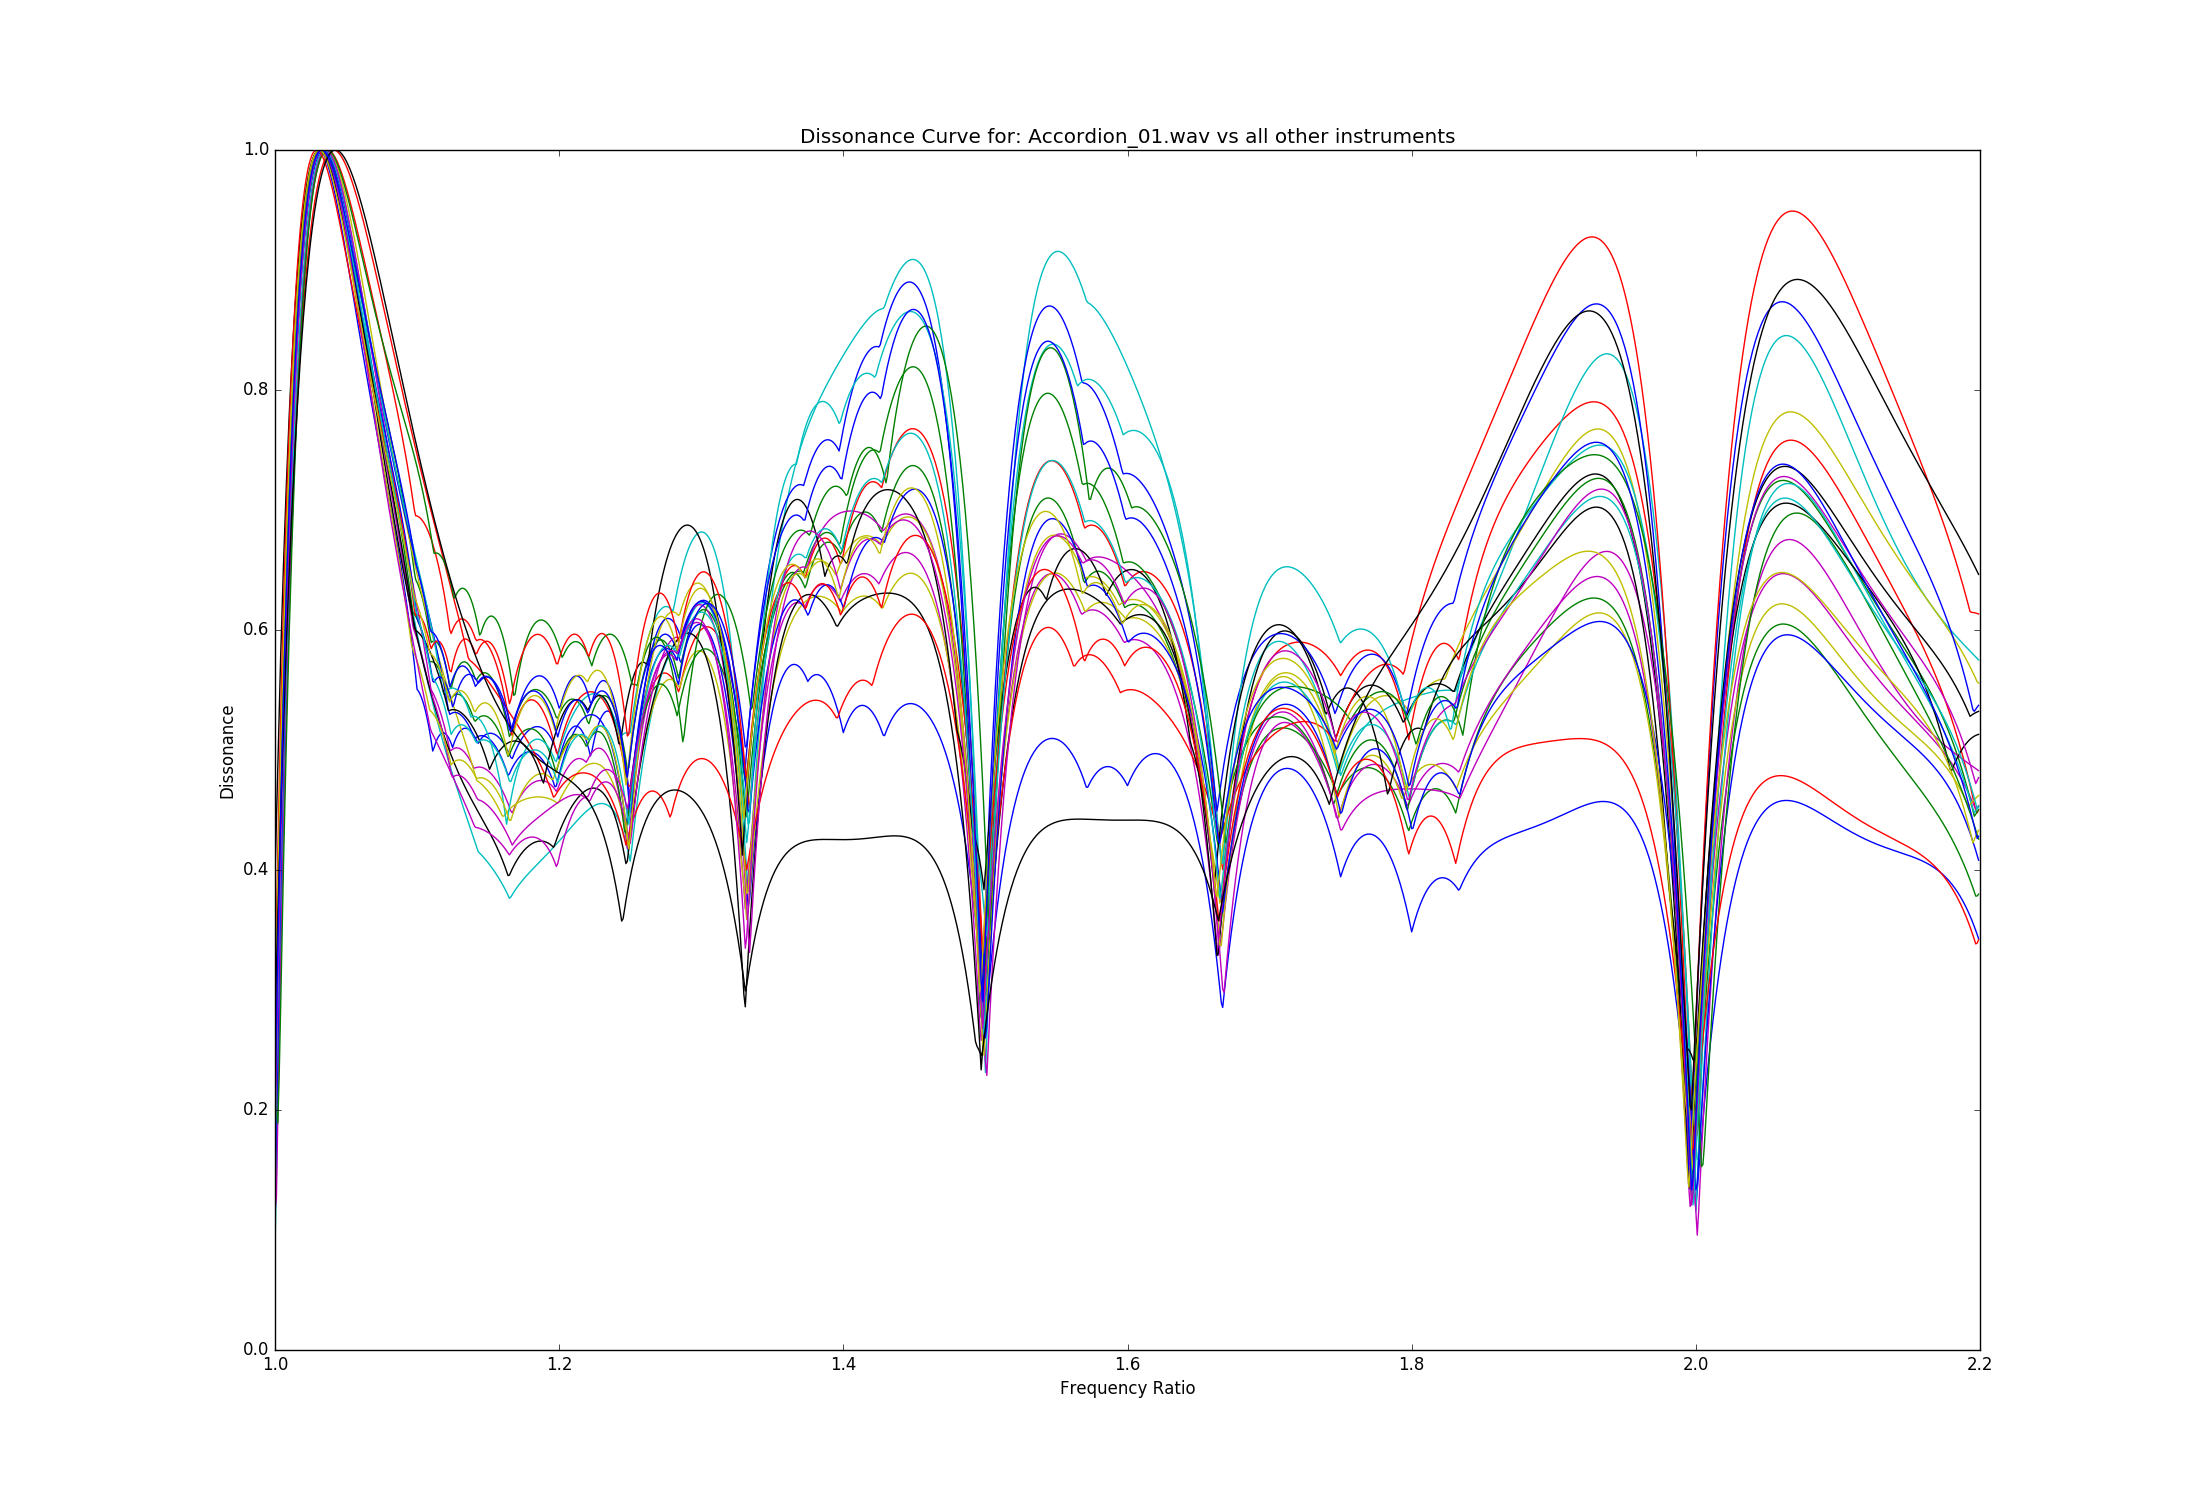 Dissonance Curve for: Accordion_01.wav vs all other instruments
1.0
0.8
0.6
0.4
0.2
0.0
Dissonance
1.0 1.2 1.4 1.6 1.8 2.0 2.2
Frequency Ratio